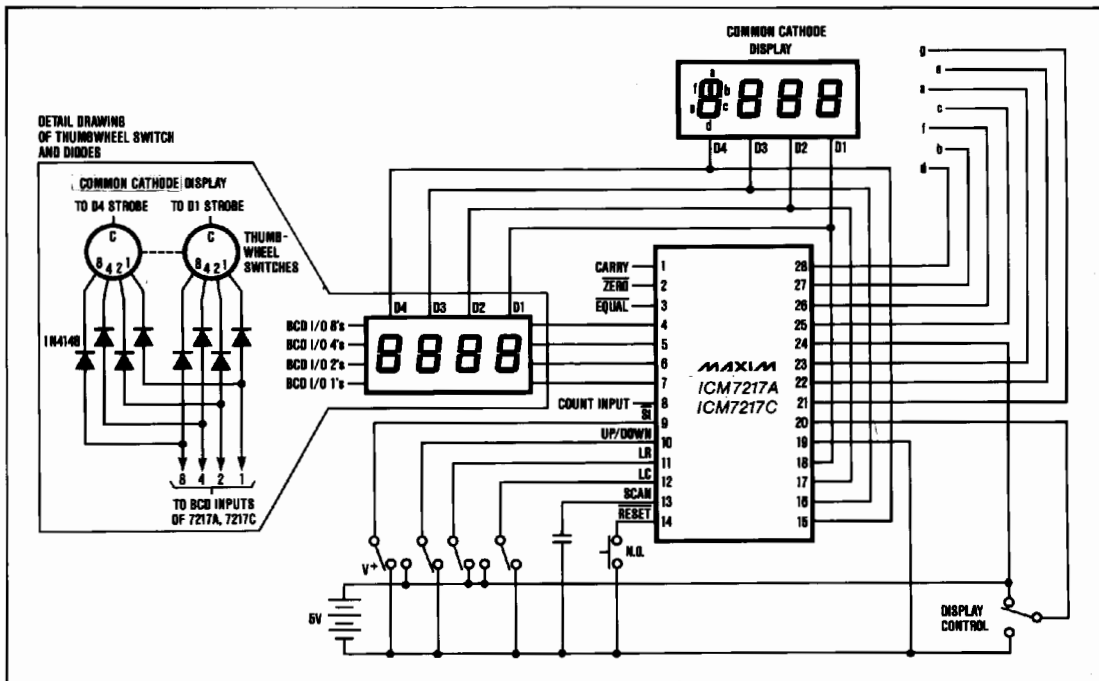 COMMON CATHODE
DISPLAY
a
f
b
e
c
d
D4
D3
D2
D1
g
e
a
c
f
b
d
DETAIL DRAWING
OF THUMBWHEEL SWITCH
AND DIODES
COMMON CATHODE DISPLAY
TO D4 STROBE
TO D1 STROBE
C
8 4 2 1
C
8 4 2 1
THUMB-
WHEEL
SWITCHES
1N4148
8 4 2 1
TO BCD INPUTS
OF 7217A, 7217C
D4
D3
D2
D1
BCD I/O 8's
BCD I/O 4's
BCD I/O 2's
BCD I/O 1's
CARRY
ZERO
EQUAL
COUNT INPUT
SI
UP/DOWN
LR
LC
SCAN
RESET
1
2
3
4
5
6
7
8
9
10
11
12
13
14
MAXIM
ICM7217A
ICM7217C
28
27
26
25
24
23
22
21
20
19
18
17
16
15
V+
N.O.
5V
DISPLAY
CONTROL